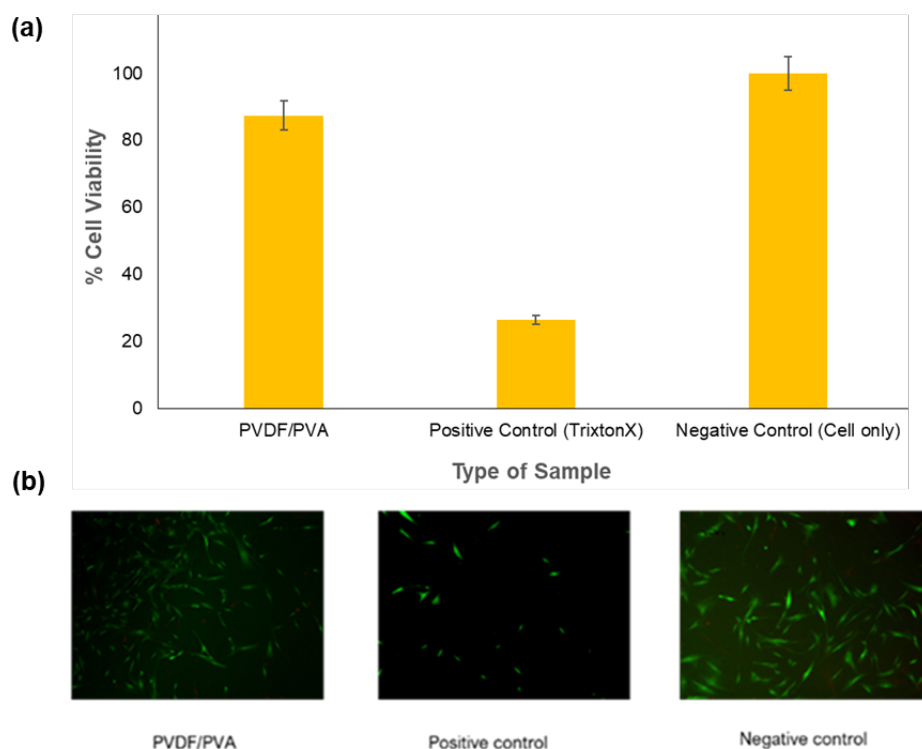 (a)
% Cell Viability
100
80
60
40
20
0
PVDF/PVA
Positive Control (TrixtonX)
Negative Control (Cell only)
Type of Sample
(b)
PVDF/PVA
Positive control
Negative control